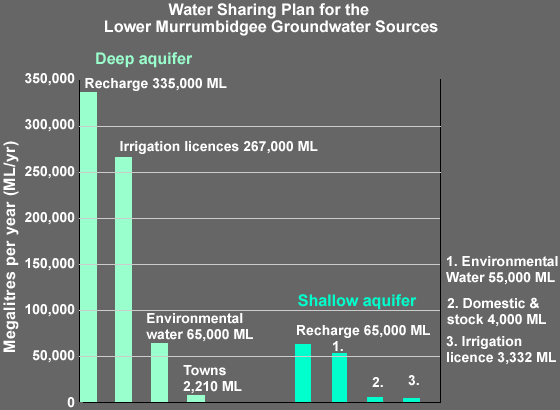 Water Sharing Plan for the
Lower Murrumbidgee Groundwater Sources
Deep aquifer
Megalitres per year (ML/yr)
350,000
300,000
250,000
200,000
150,000
100,000
50,000
0
Recharge 335,000 ML
Irrigation licences 267,000 ML
Environmental
water 65,000 ML
Towns
2,210 ML
Shallow aquifer
Recharge 65,000 ML
1.
2.
3.
1. Environmental
Water 55,000 ML
2. Domestic &
stock 4,000 ML
3. Irrigation
licence 3,332 ML